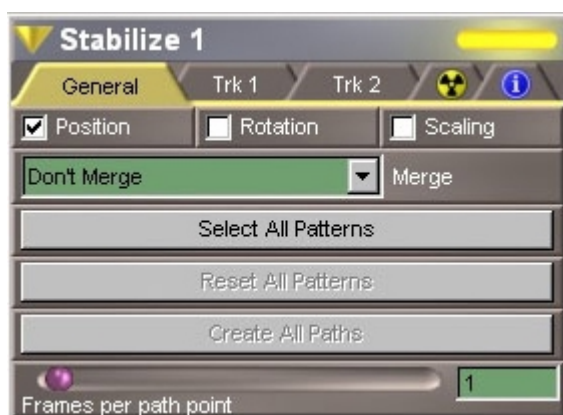 Stabilize 1
General Trk 1 Trk 2
Position Rotation Scaling
Don't Merge Merge
Select All Patterns
Reset All Patterns
Create All Paths
1
Frames per path point